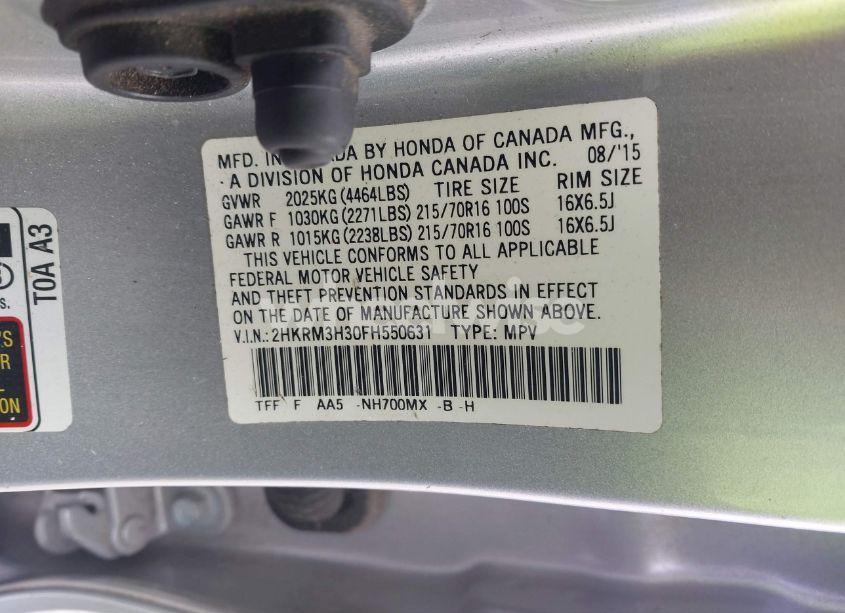 MFD. IN CANADA BY HONDA OF CANADA MFG.,
·A DIVISION OF HONDA CANADA INC. 08/'15
GVWR 2025KG(4464LBS) TIRE SIZE RIM SIZE
GAWR F 1030KG(2271LBS) 215/70R16 100S 16X6.5J
GAWR R 1015KG(2238LBS) 215/70R16 100S 16X6.5J
THIS VEHICLE CONFORMS TO ALL APPLICABLE
FEDERAL MOTOR VEHICLE SAFETY
AND THEFT PREVENTION STANDARDS IN EFFECT
ON THE DATE OF MANUFACTURE SHOWN ABOVE.
V.I.N.: 2HKRM3H30FH550631 TYPE: MPV
TFF F AA5 -NH700MX -B -H
T0A A3